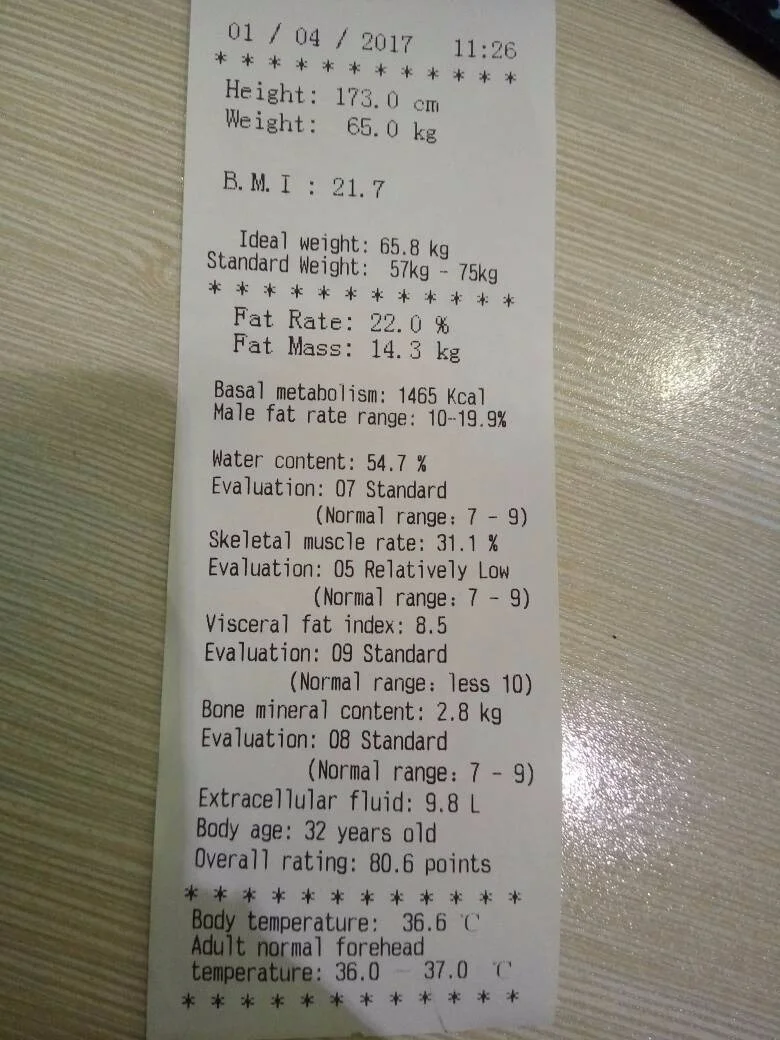 01 / 04 / 2017 11:26
* * * * * * * * * * * *
Height: 173.0 cm
Weight: 65.0 kg
B.M.I : 21.7
Ideal weight: 65.8 kg
Standard Weight: 57kg - 75kg
* * * * * * * * * * * *
Fat Rate: 22.0 %
Fat Mass: 14.3 kg
Basal metabolism: 1465 Kcal
Male fat rate range: 10-19.9%
Water content: 54.7 %
Evaluation: 07 Standard
(Normal range: 7 - 9)
Skeletal muscle rate: 31.1 %
Evaluation: 05 Relatively Low
(Normal range: 7 - 9)
Visceral fat index: 8.5
Evaluation: 09 Standard
(Normal range: less 10)
Bone mineral content: 2.8 kg
Evaluation: 08 Standard
(Normal range: 7 - 9)
Extracellular fluid: 9.8 L
Body age: 32 years old
Overall rating: 80.6 points
* * * * * * * * * * * *
Body temperature: 36.6 ℃
Adult normal forehead
temperature: 36.0 - 37.0 ℃
* * * * * * * * * * * *